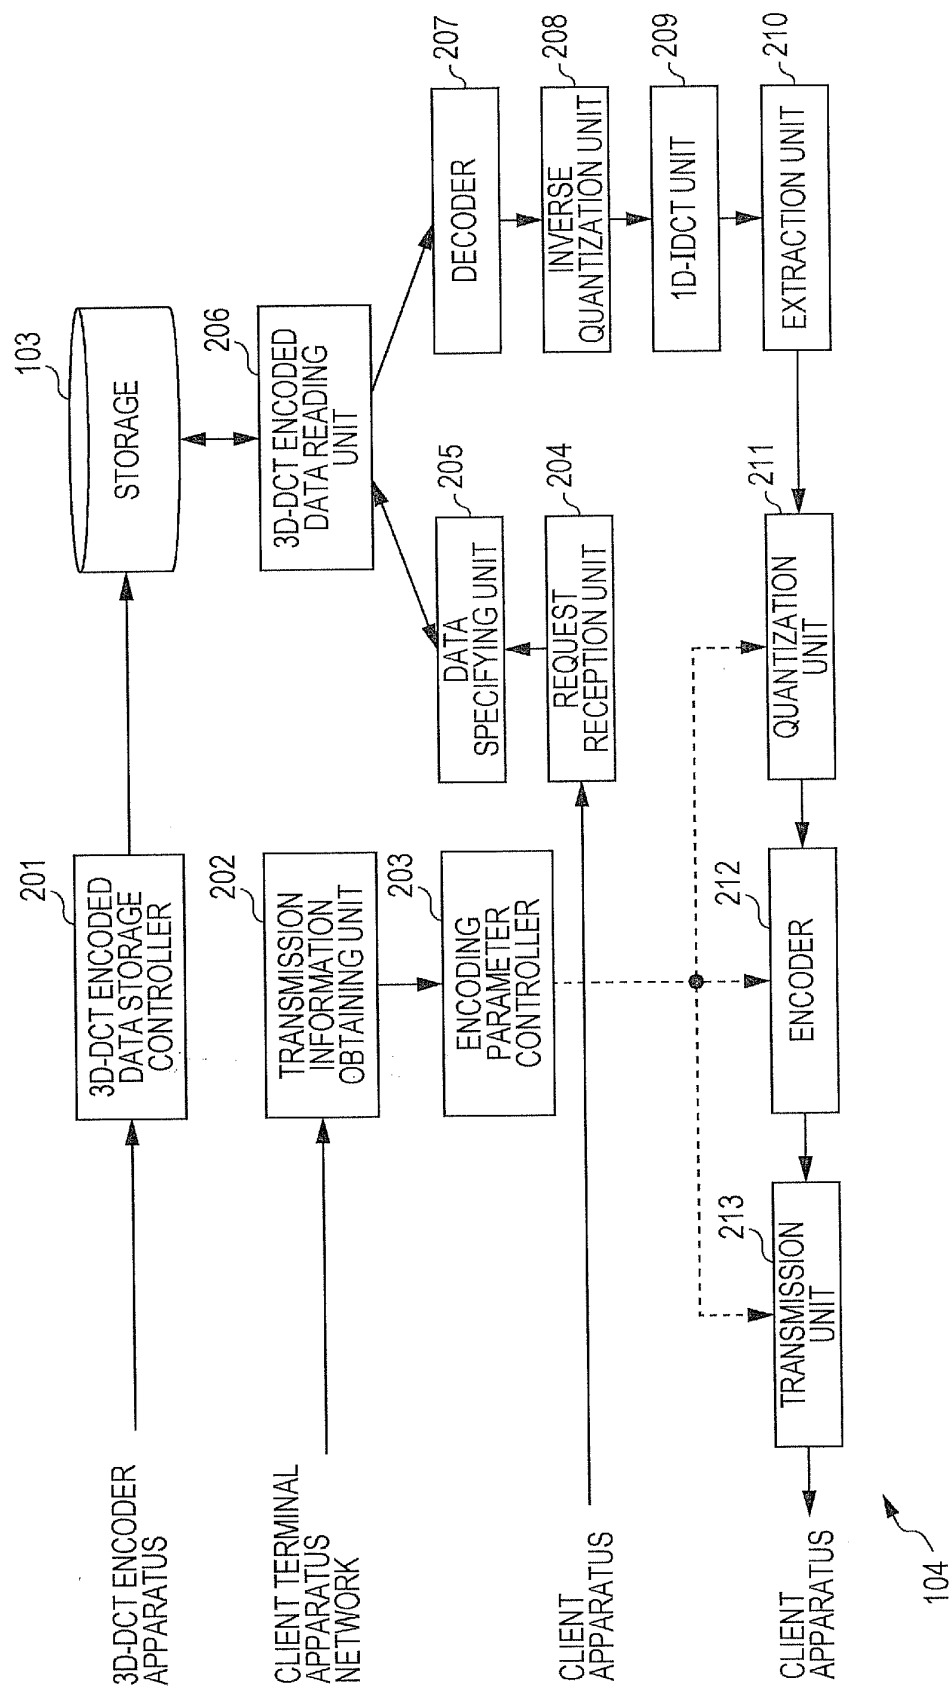 3D-DCT ENCODER
APPARATUS
201
3D-DCT ENCODED
DATA STORAGE
CONTROLLER
103
STORAGE
CLIENT TERMINAL
APPARATUS
NETWORK
202
TRANSMISSION
INFORMATION
OBTAINING UNIT
206
3D-DCT ENCODED
DATA READING
UNIT
203
ENCODING
PARAMETER
CONTROLLER
205
DATA
SPECIFYING UNIT
207
DECODER
CLIENT
APPARATUS
204
REQUEST
RECEPTION UNIT
208
INVERSE
QUANTIZATION UNIT
209
1D-IDCT UNIT
210
EXTRACTION UNIT
211
QUANTIZATION
UNIT
212
ENCODER
213
TRANSMISSION
UNIT
CLIENT
APPARATUS
104